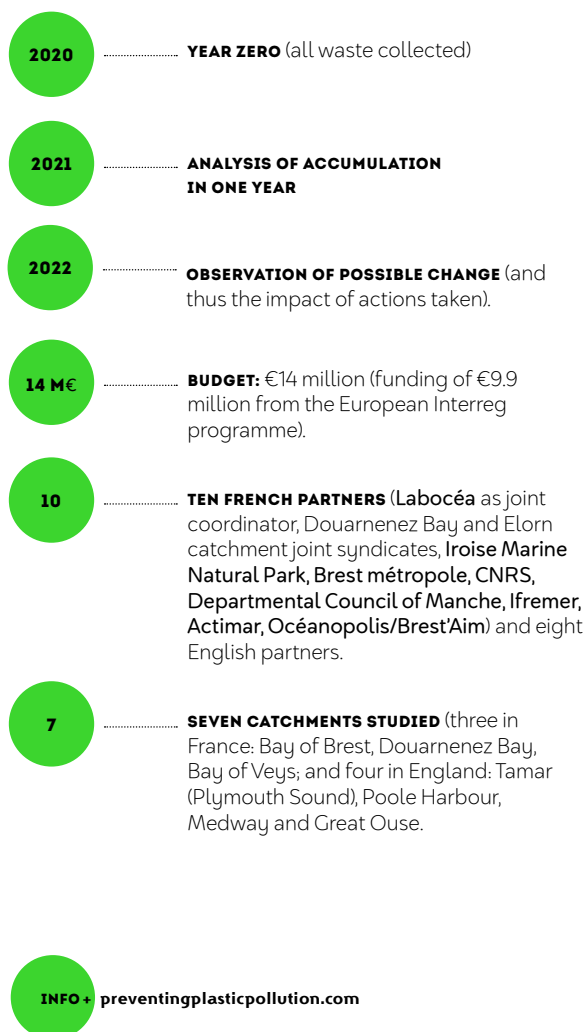 2020
YEAR ZERO (all waste collected)
2021
ANALYSIS OF ACCUMULATION
IN ONE YEAR
2022
OBSERVATION OF POSSIBLE CHANGE (and
thus the impact of actions taken).
14 M€
BUDGET: €14 million (funding of €9.9
million from the European Interreg
programme).
10
TEN FRENCH PARTNERS (Labocéa as joint
coordinator, Douarnenez Bay and Elorn
catchment joint syndicates, Iroise Marine
Natural Park, Brest métropole, CNRS,
Departmental Council of Manche, Ifremer,
Actimar, Océanopolis/Brest'Aim) and eight
English partners.
7
SEVEN CATCHMENTS STUDIED (three in
France: Bay of Brest, Douarnenez Bay,
Bay of Veys; and four in England: Tamar
(Plymouth Sound), Poole Harbour,
Medway and Great Ouse.
INFO + preventingplasticpollution.com